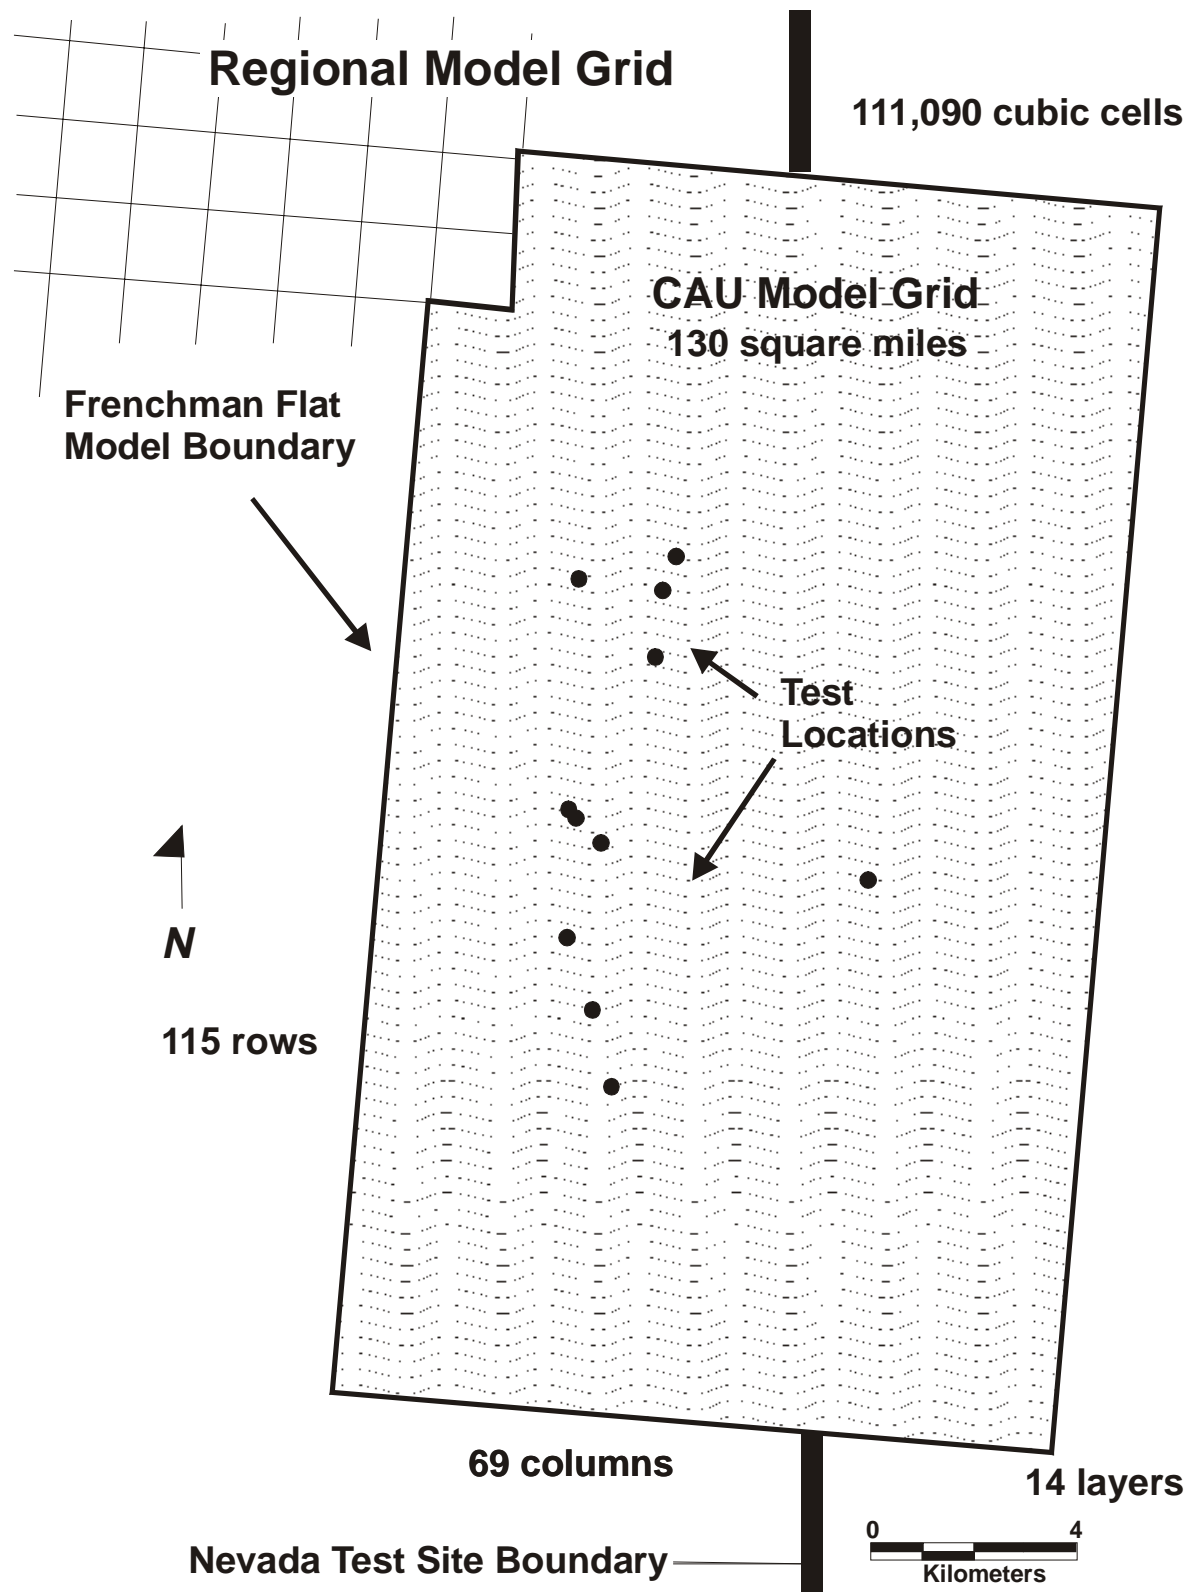 Regional Model Grid
111,090 cubic cells
CAU Model Grid
130 square miles
Frenchman Flat
Model Boundary
Test
Locations
N
115 rows
69 columns
14 layers
0 4
Kilometers
Nevada Test Site Boundary